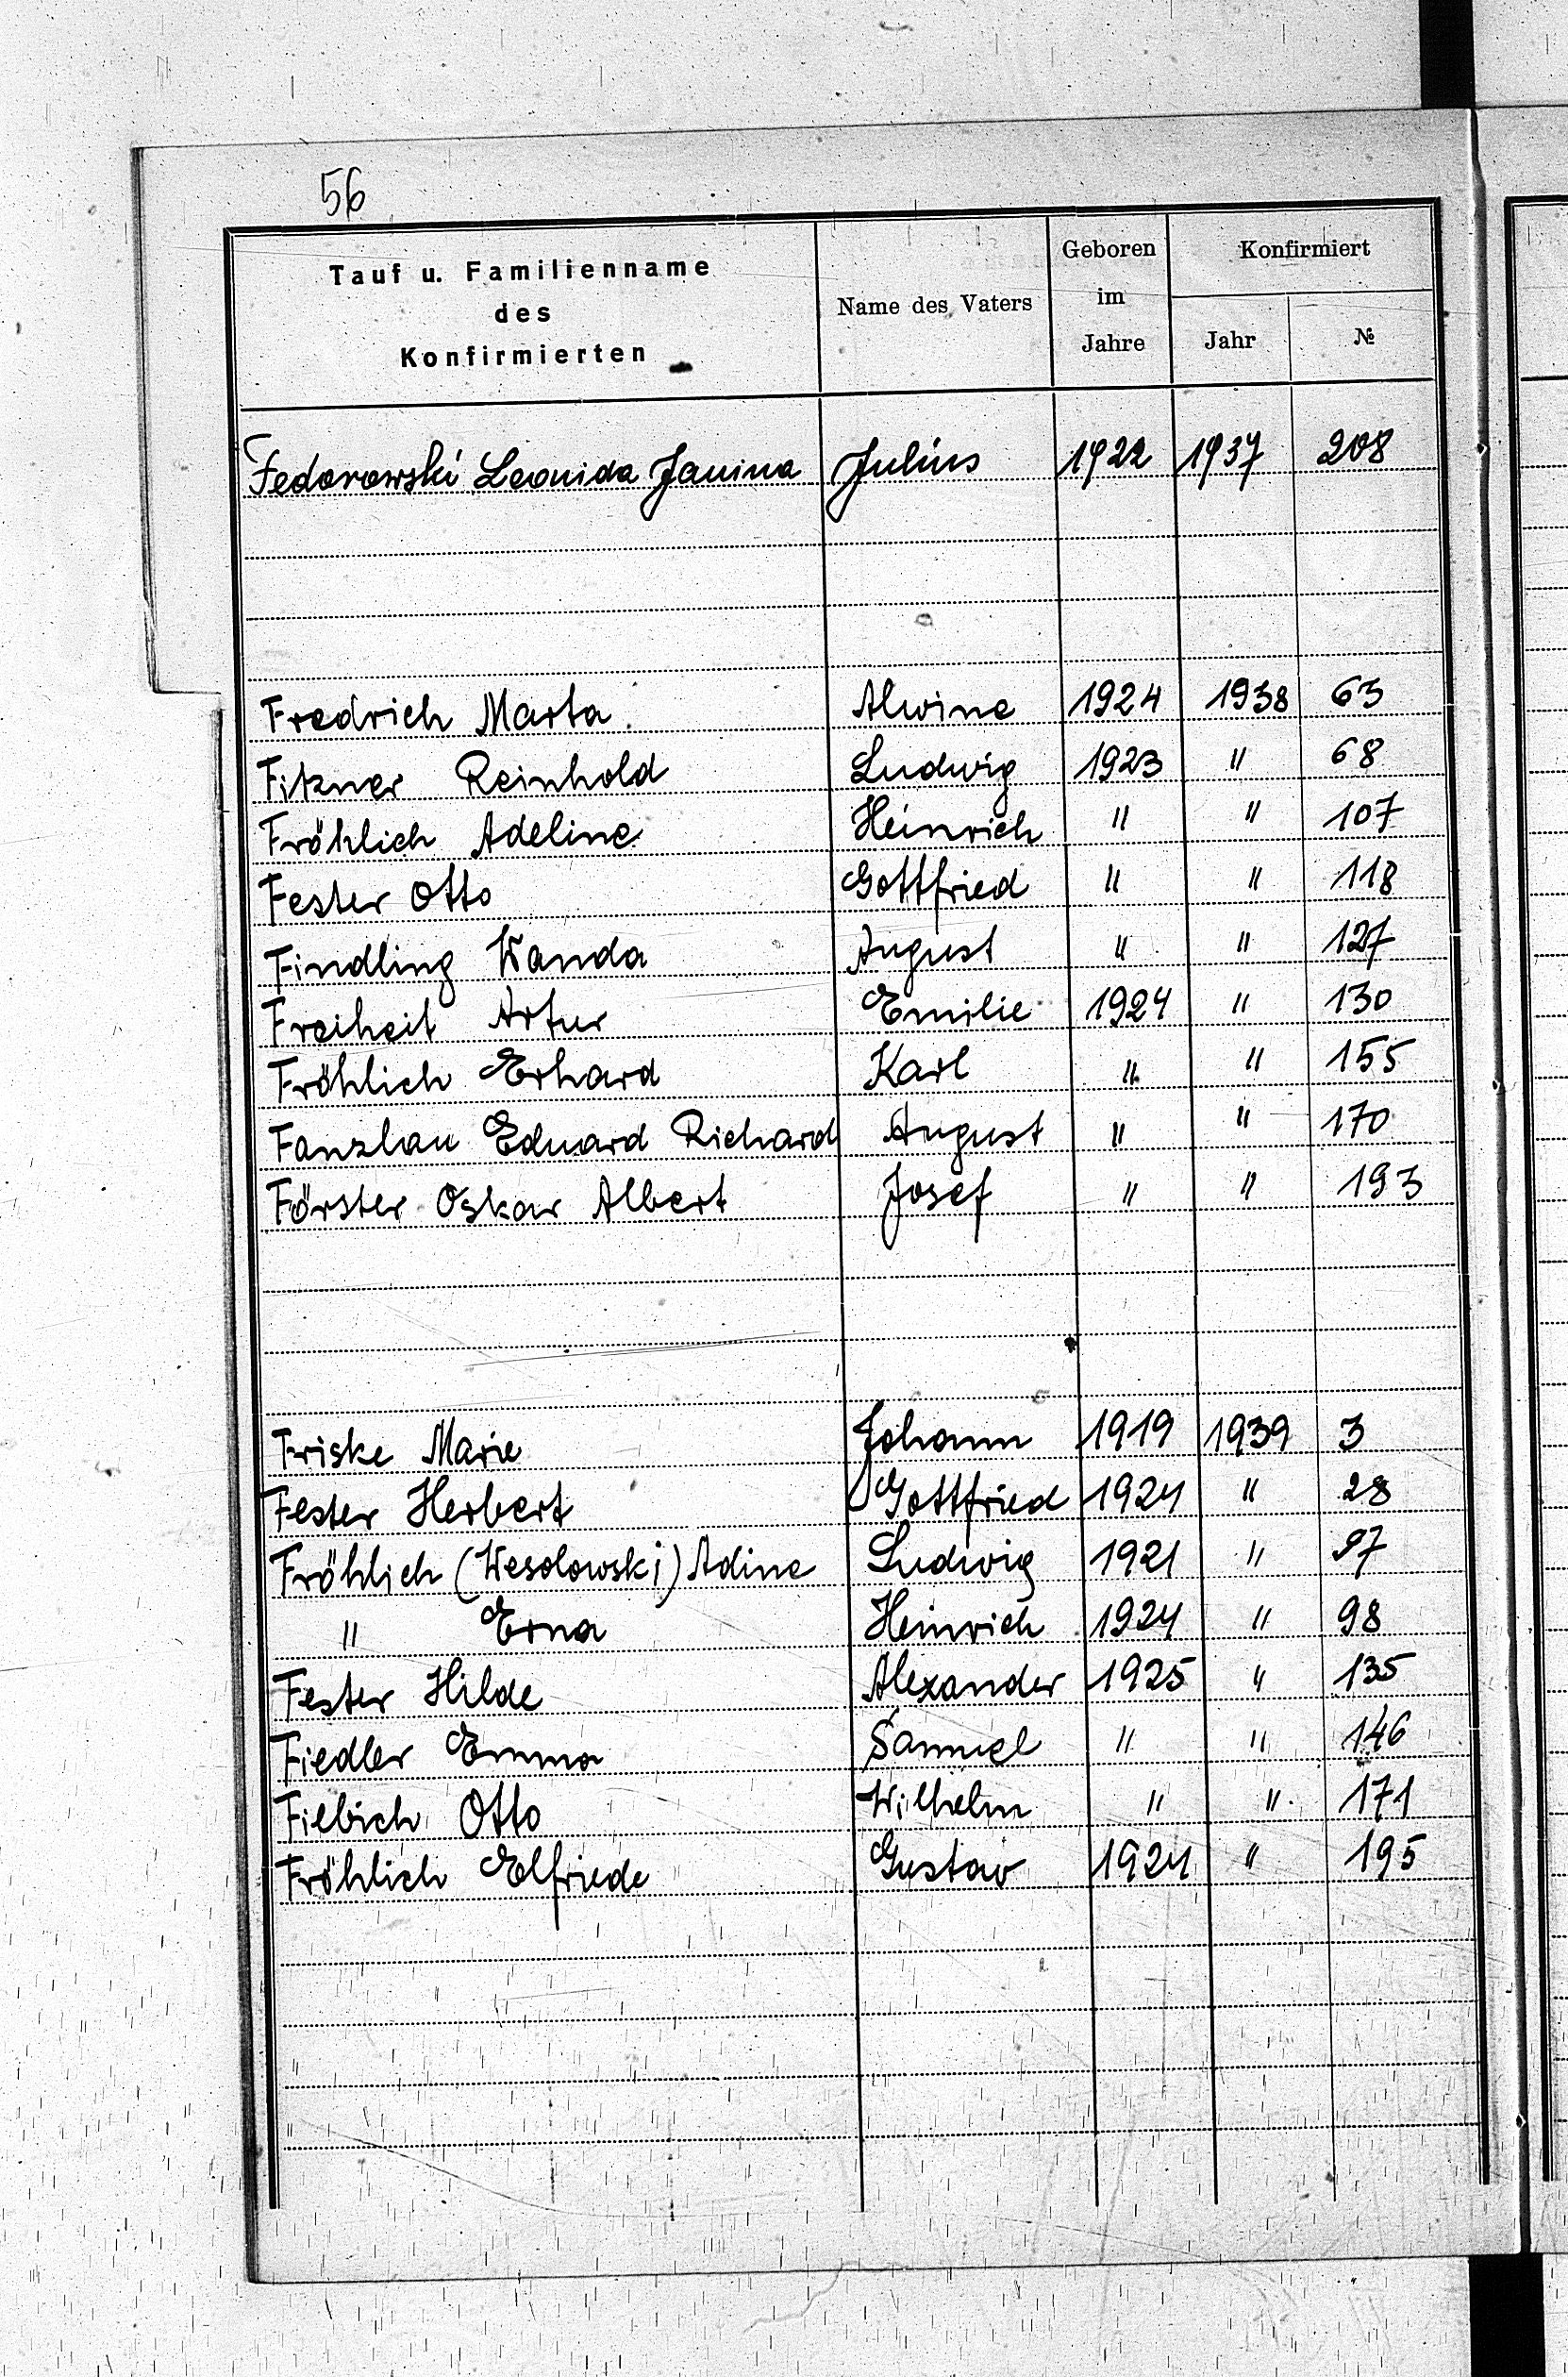 56
Tauf u. Familienname des Konfirmierten | Name des Vaters | Geboren im Jahre | Konfirmiert Jahr | №
Fedorowski Leonida Janina Julius 1922 1937 208
Fredrich Marta. Alwine 1924 1938 63
Fitzner Reinhold Ludwig 1923 " 68
Fröhlich Adeline Heinrich " " 107
Fester Otto Gottfried " " 118
Findling Wanda August " " 127
Freiheit Artur Emilie 1924 " 130
Fröhlich Erhard Karl " " 155
Fanzlau Eduard Richard August " " 170
Förster Oskar Albert Josef " " 193
Friske Marie Johann 1919 1939 3
Fester Herbert Gottfried 1924 " 28
Fröhlich (Wesolowski) Adine Ludwig 1921 " 97
" Erna Heinrich 1924 " 98
Fester Hilde Alexander 1925 " 135
Fiedler Emma Samuel " " 146
Filbich Otto Wilhelm " " 171
Fröhlich Elfriede Gustav 1924 " 195